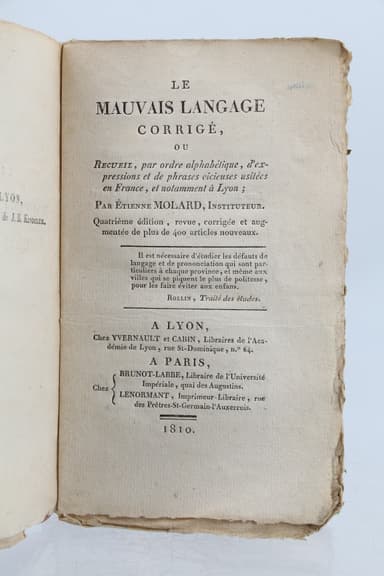 LYON,
de J. B. Kindel.
LE
MAUVAIS LANGAGE
CORRIGÉ,
OU
RECUEIL, par ordre alphabétique, d'ex-
pressions et de phrases vicieuses usitées
en France, et notamment à Lyon ;
PAR ÉTIENNE MOLARD, INSTITUTEUR.
Quatrième édition, revue, corrigée et aug-
mentée de plus de 400 articles nouveaux.
Il est nécessaire d'étudier les défauts de
langage et de prononciation qui sont par-
ticuliers à chaque province, et même aux
villes qui se piquent le plus de politesse,
pour les faire éviter aux enfans.
ROLLIN, Traité des études.
A LYON,
Chez YVERNAULT et CABIN, Libraires de l'Aca-
démie de Lyon, rue St-Dominique, n.º 64.
A PARIS,
BRUNOT-LABBE, Libraire de l'Université
Impériale, quai des Augustins.
Chez
LENORMANT, Imprimeur-Libraire, rue
des Prêtres-St-Germain-l'Auxerrois.
1810.